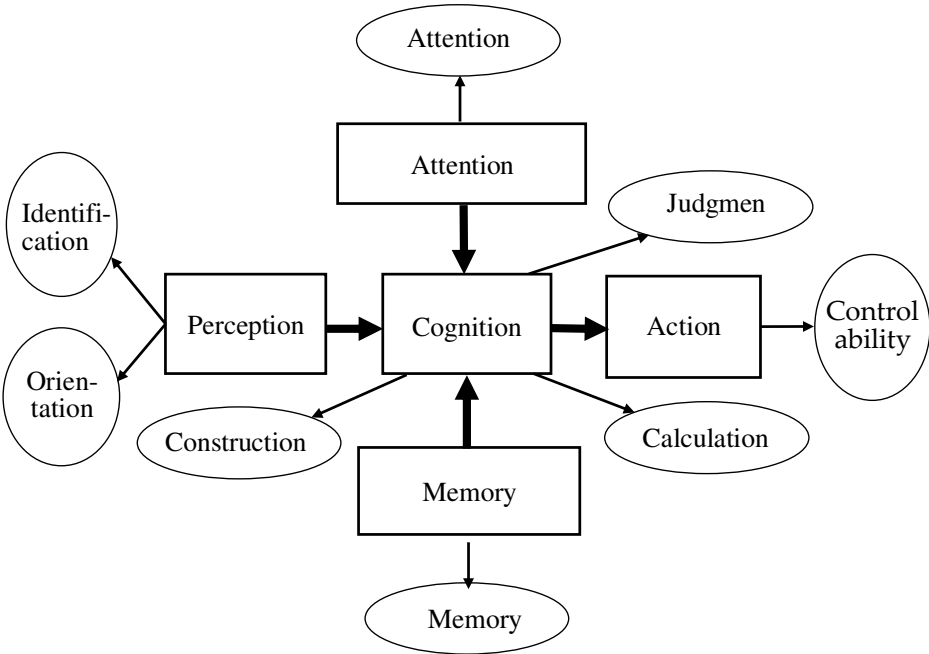 Attention
Attention
Judgmen
Identifi-
cation
Perception
Cognition
Action
Control
ability
Orien-
tation
Construction
Calculation
Memory
Memory